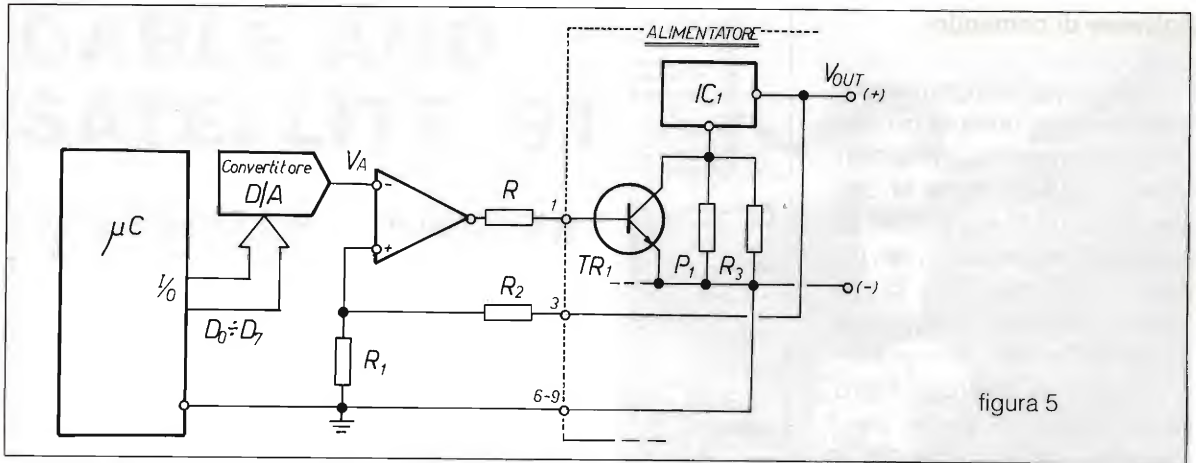 ALIMENTATORE
IC₁
VOUT
(+)
Convertitore
D/A
VA
-
+
R
1
µC
TR₁
P₁
R₃
(-)
I/O
R₂
3
D₀÷D₇
R₁
6-9
figura 5